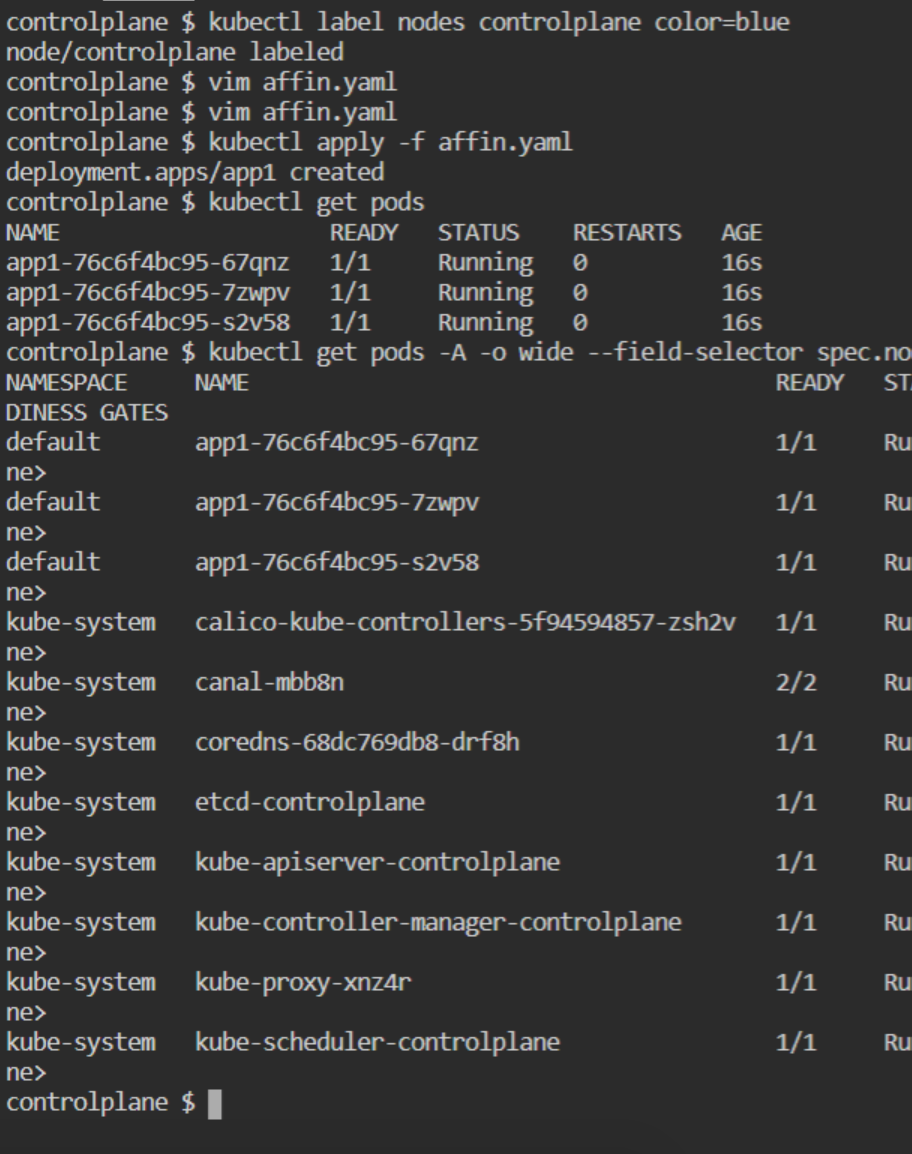 controlplane $ kubectl label nodes controlplane color=blue
node/controlplane labeled
controlplane $ vim affin.yaml
controlplane $ vim affin.yaml
controlplane $ kubectl apply -f affin.yaml
deployment.apps/app1 created
controlplane $ kubectl get pods
NAME                    READY   STATUS    RESTARTS   AGE
app1-76c6f4bc95-67qnz   1/1     Running   0          16s
app1-76c6f4bc95-7zwpv   1/1     Running   0          16s
app1-76c6f4bc95-s2v58   1/1     Running   0          16s
controlplane $ kubectl get pods -A -o wide --field-selector spec.no
NAMESPACE     NAME                                       READY   STA
DINESS GATES
default       app1-76c6f4bc95-67qnz                      1/1     Ru
ne>
default       app1-76c6f4bc95-7zwpv                      1/1     Ru
ne>
default       app1-76c6f4bc95-s2v58                      1/1     Ru
ne>
kube-system   calico-kube-controllers-5f94594857-zsh2v   1/1     Ru
ne>
kube-system   canal-mbb8n                                2/2     Ru
ne>
kube-system   coredns-68dc769db8-drf8h                   1/1     Ru
ne>
kube-system   etcd-controlplane                          1/1     Ru
ne>
kube-system   kube-apiserver-controlplane                1/1     Ru
ne>
kube-system   kube-controller-manager-controlplane       1/1     Ru
ne>
kube-system   kube-proxy-xnz4r                           1/1     Ru
ne>
kube-system   kube-scheduler-controlplane                1/1     Ru
ne>
controlplane $